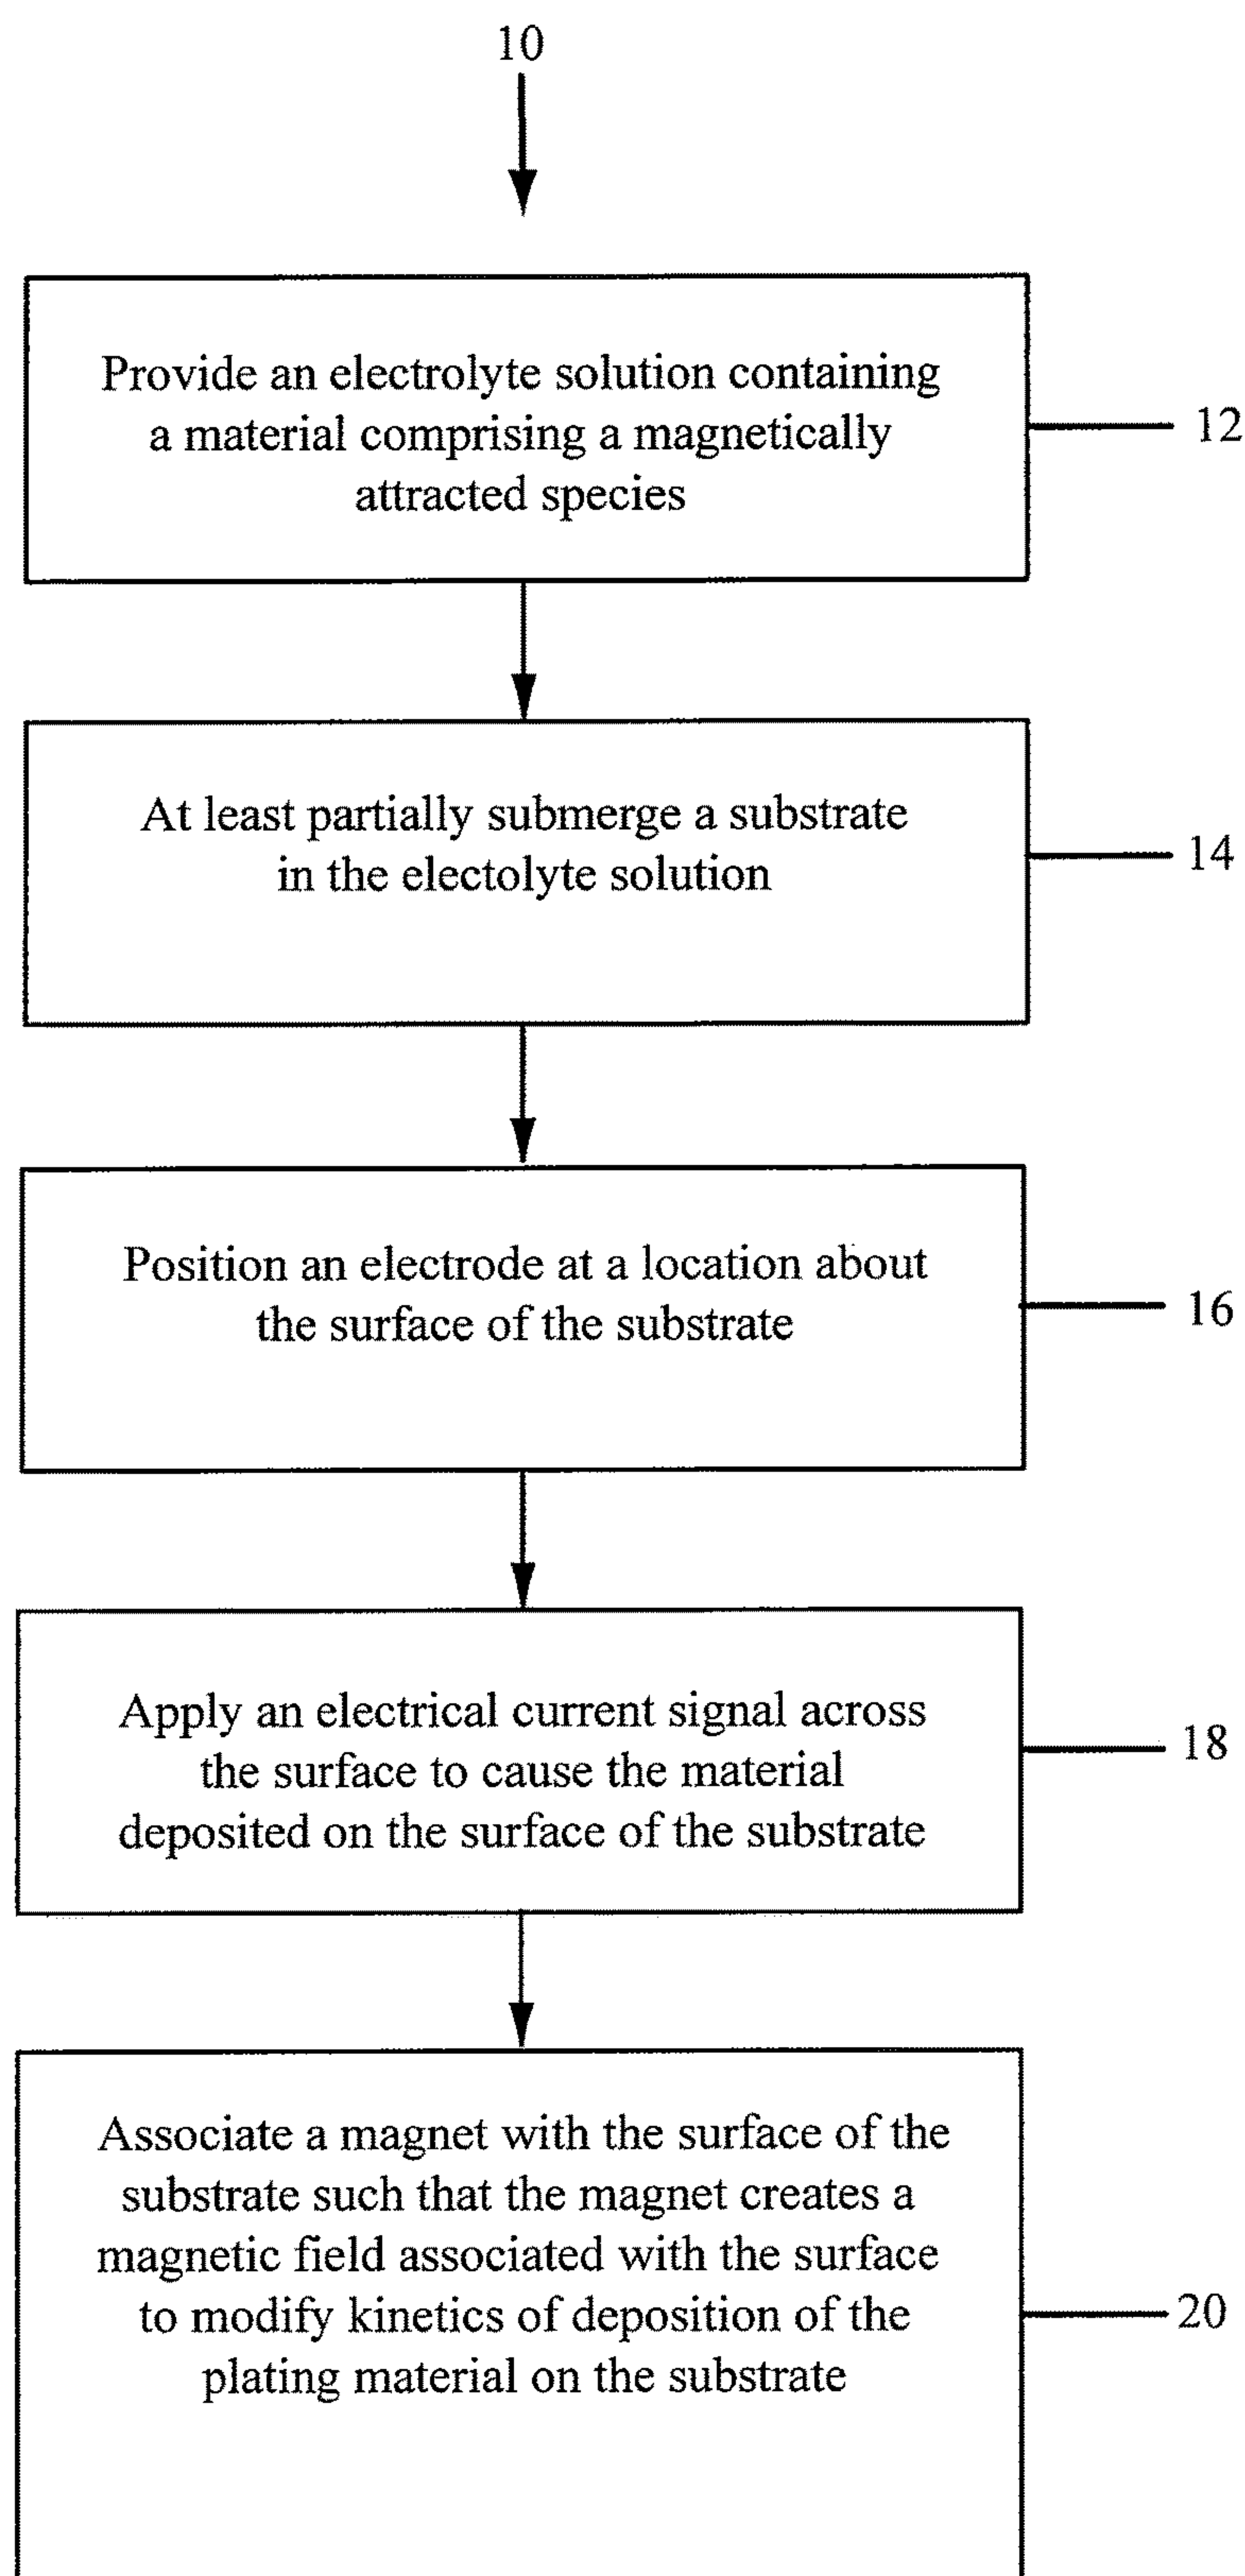 10
Provide an electrolyte solution containing
a material comprising a magnetically
attracted species
12
At least partially submerge a substrate
in the electolyte solution
14
Position an electrode at a location about
the surface of the substrate
16
Apply an electrical current signal across
the surface to cause the material
deposited on the surface of the substrate
18
Associate a magnet with the surface of the
substrate such that the magnet creates a
magnetic field associated with the surface
to modify kinetics of deposition of the
plating material on the substrate
20